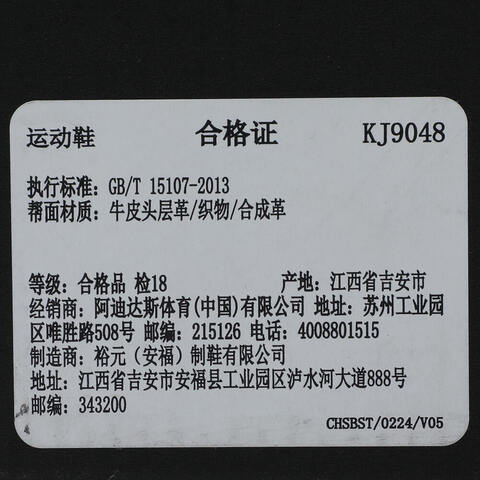 运动鞋 合格证 KJ9048
执行标准: GB/T 15107-2013
帮面材质: 牛皮头层革/织物/合成革
等级: 合格品 检18 产地: 江西省吉安市
经销商: 阿迪达斯体育(中国)有限公司 地址: 苏州工业园
区唯胜路508号 邮编: 215126 电话: 4008801515
制造商: 裕元（安福）制鞋有限公司
地址: 江西省吉安市安福县工业园区泸水河大道888号
邮编: 343200
CHSBST/0224/V05